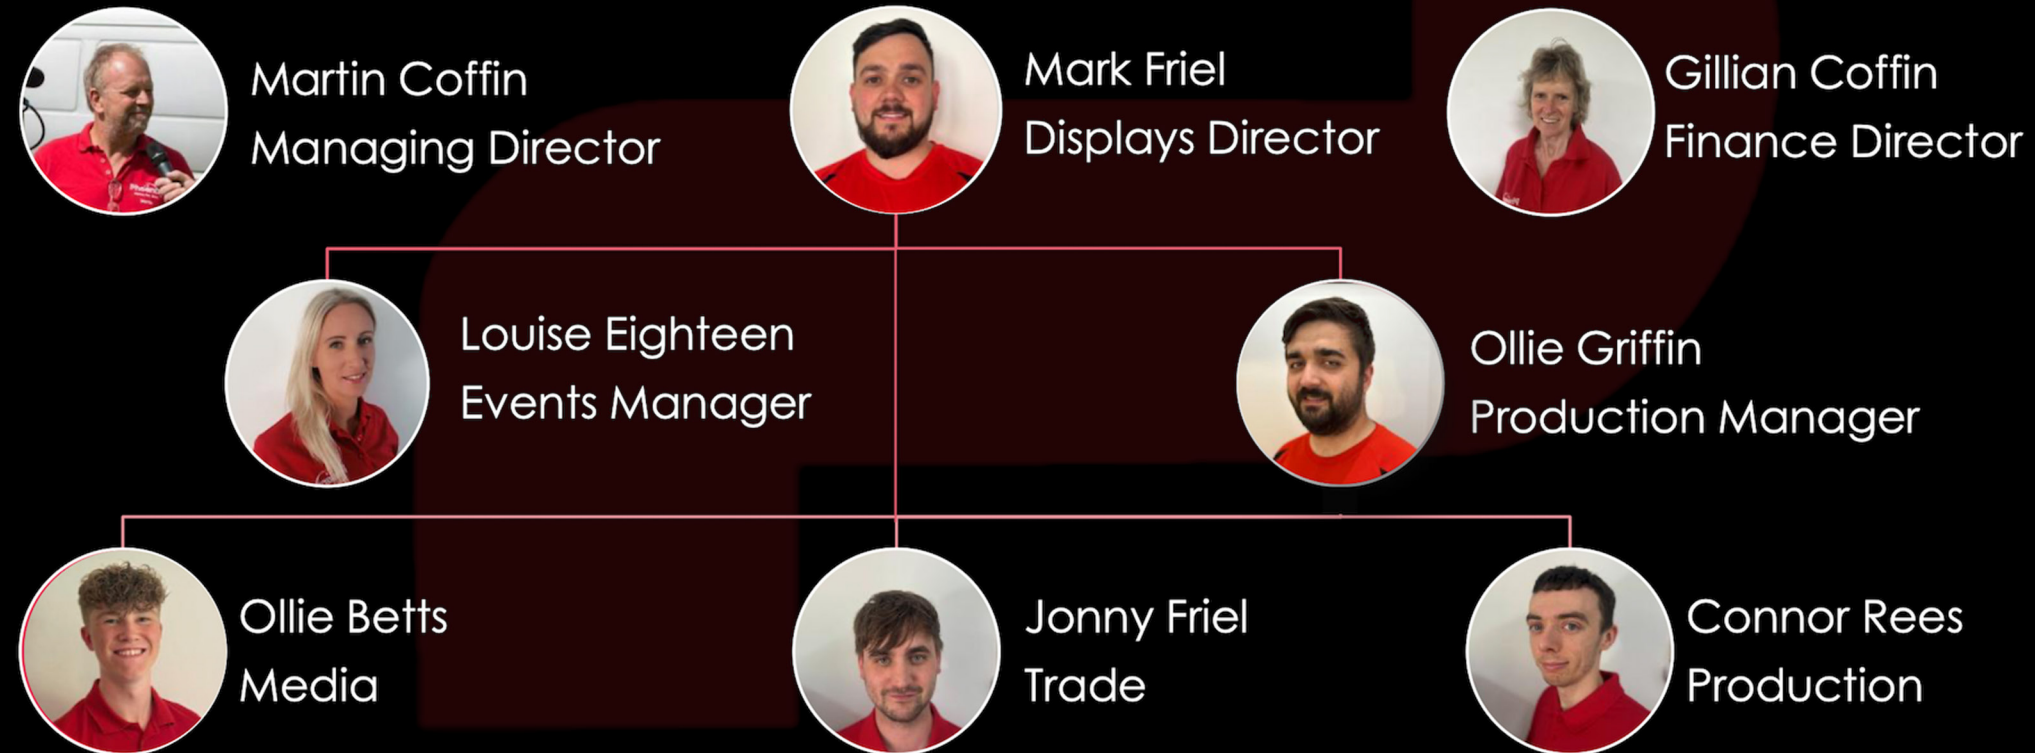 Martin Coffin
Managing Director
Mark Friel
Displays Director
Gillian Coffin
Finance Director
Louise Eighteen
Events Manager
Ollie Griffin
Production Manager
Ollie Betts
Media
Jonny Friel
Trade
Connor Rees
Production